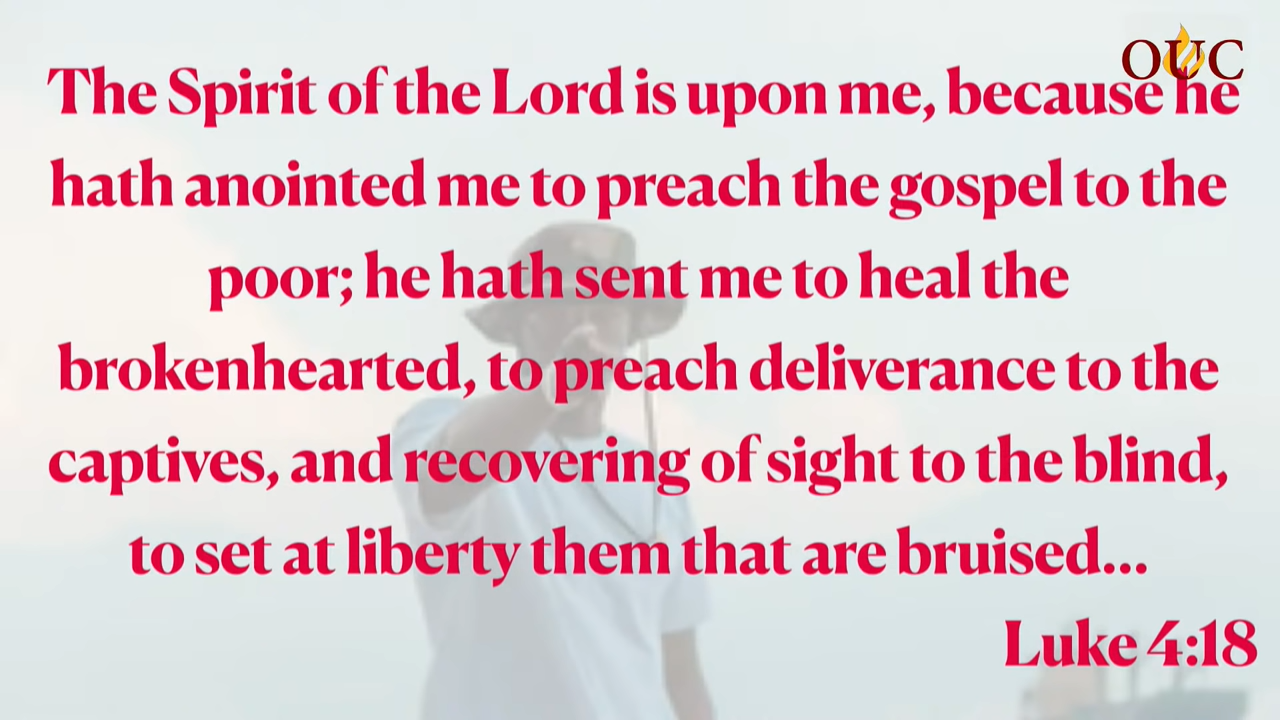 OUC
The Spirit of the Lord is upon me, because he
hath anointed me to preach the gospel to the
poor; he hath sent me to heal the
brokenhearted, to preach deliverance to the
captives, and recovering of sight to the blind,
to set at liberty them that are bruised...
Luke 4:18